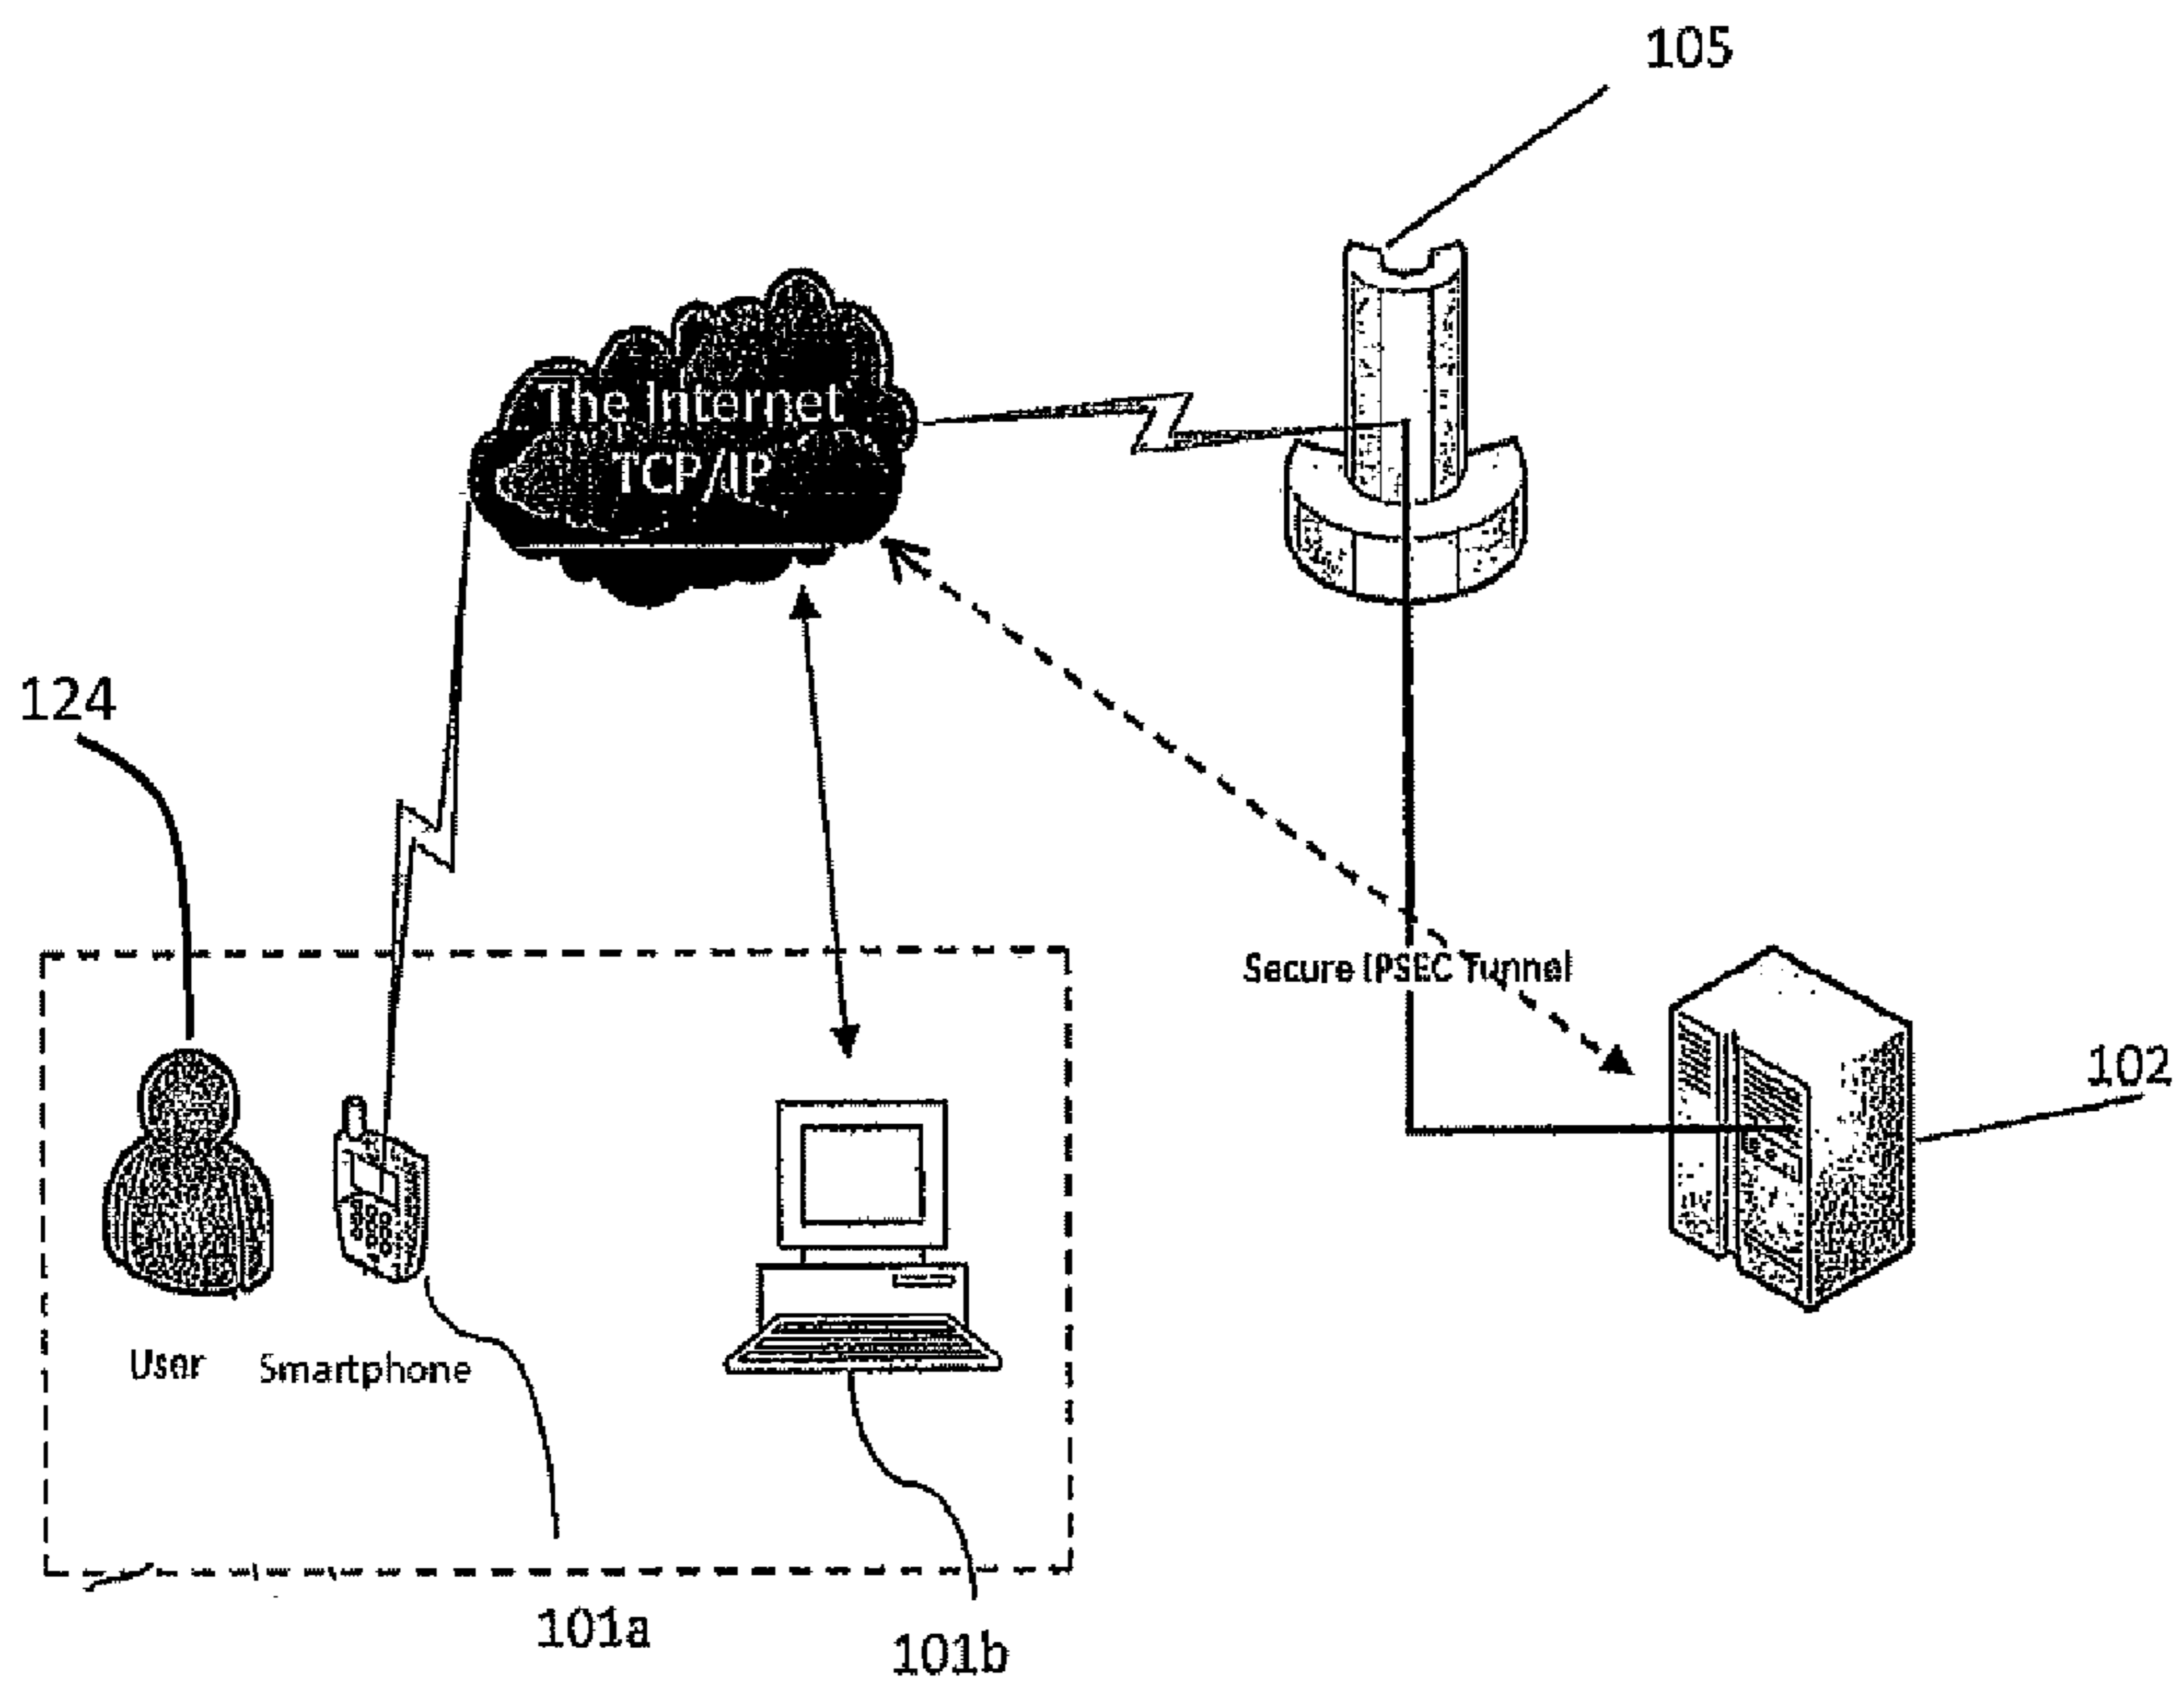 105
The Internet
TCP/IP
124
Secure IPSEC Tunnel
102
User
Smartphone
101a
101b